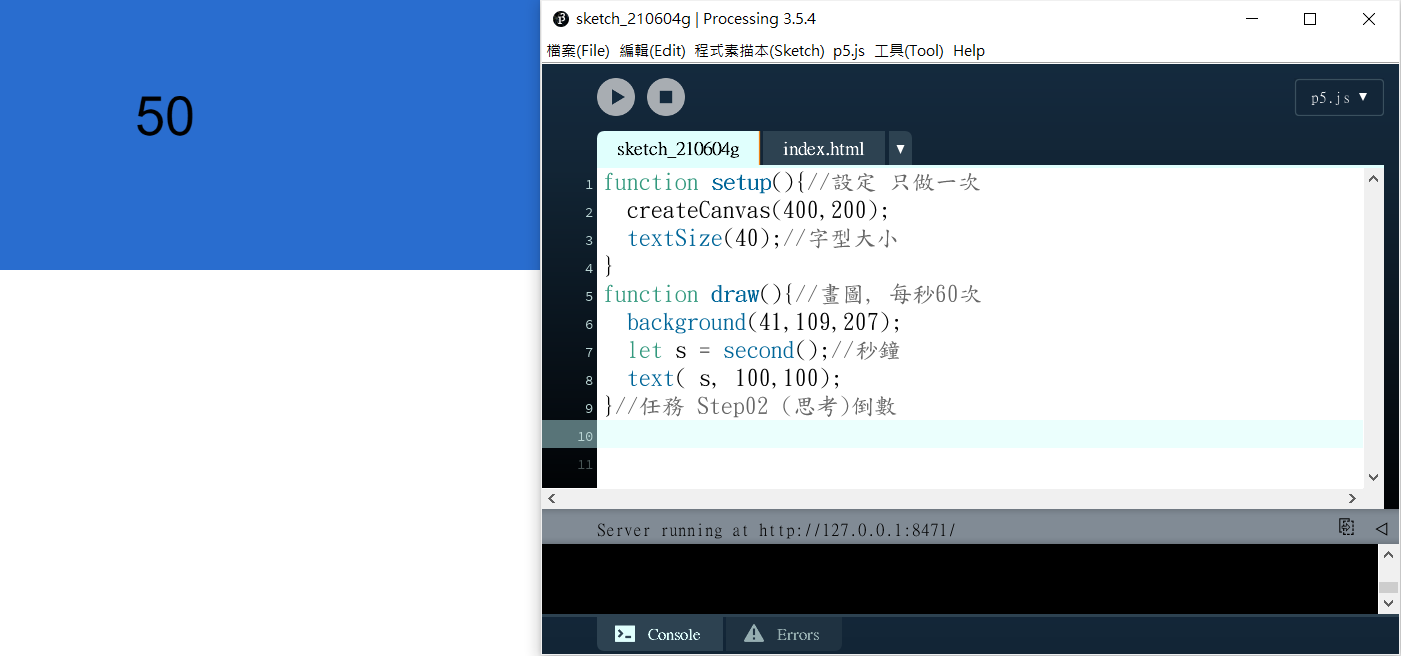 50
sketch_210604g | Processing 3.5.4
檔案(File) 編輯(Edit) 程式素描本(Sketch) p5.js 工具(Tool) Help
p5.js ▼
sketch_210604g index.html ▼
1 function setup(){//設定 只做一次
2 createCanvas(400,200);
3 textSize(40);//字型大小
4 }
5 function draw(){//畫圖, 每秒60次
6 background(41,109,207);
7 let s = second();//秒鐘
8 text( s, 100,100);
9 }//任務 Step02 (思考)倒數
10
11
Server running at http://127.0.0.1:8471/
Console Errors